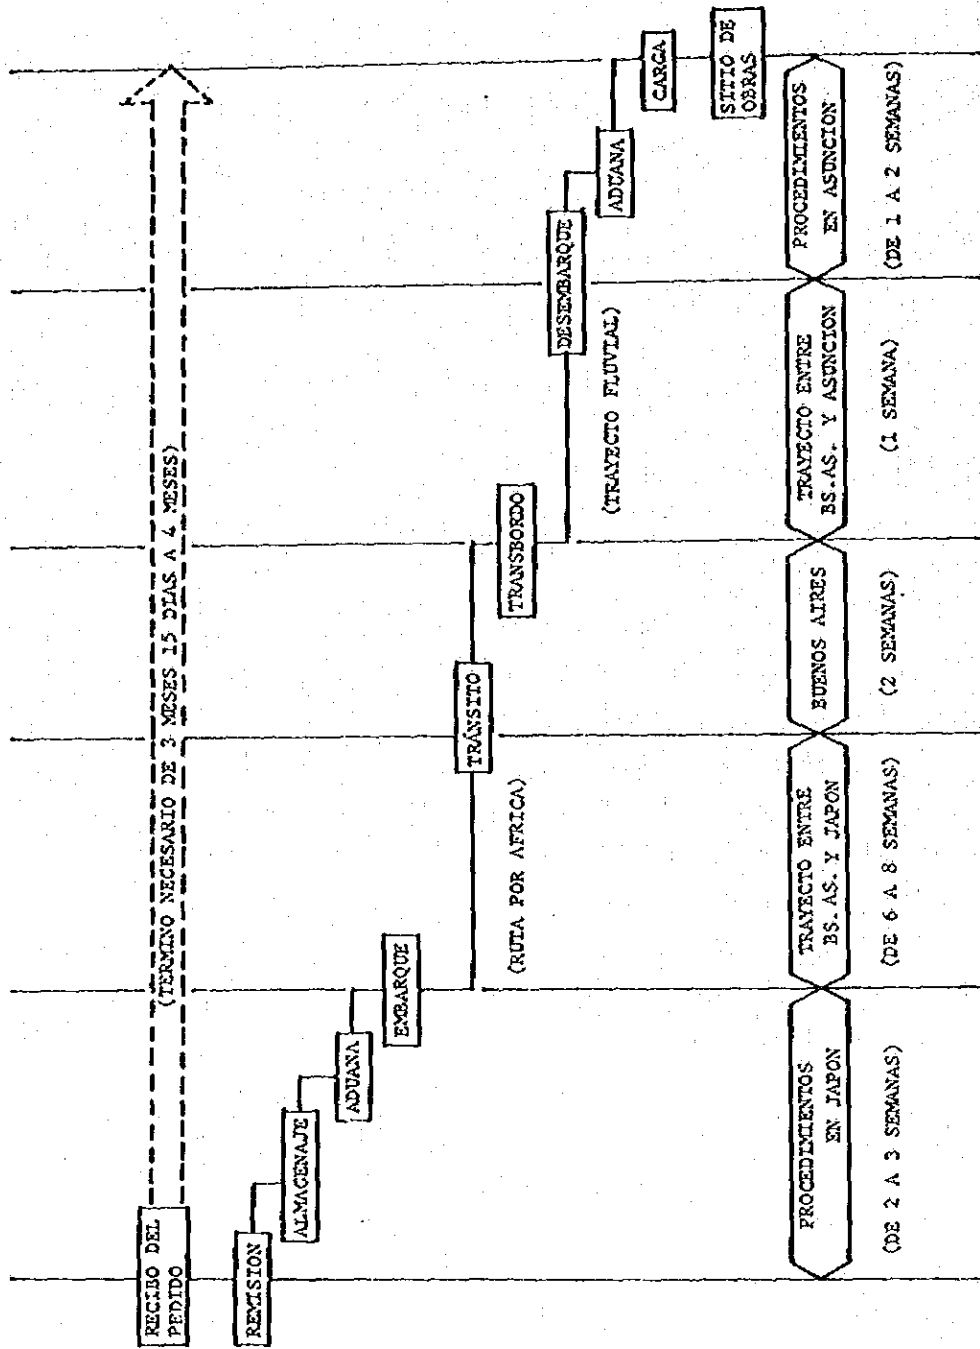 RECIBO DEL
PEDIDO
(TERMINO NECESARIO DE 3 MESES 15 DIAS A 4 MESES)
REMISION
ALMACENAJE
ADUANA
EMBARQUE
(RUTA POR AFRICA)
TRÁNSITO
TRANSBORDO
(TRAYECTO FLUVIAL)
DESEMBARQUE
ADUANA
CARGA
SITIO DE
OBRAS
PROCEDIMIENTOS
EN JAPON
(DE 2 A 3 SEMANAS)
TRAYECTO ENTRE
BS. AS. Y JAPON
(DE 6 A 8 SEMANAS)
BUENOS AIRES
(2 SEMANAS)
TRAYECTO ENTRE
BS. AS. Y ASUNCION
(1 SEMANA)
PROCEDIMIENTOS
EN ASUNCION
(DE 1 A 2 SEMANAS)